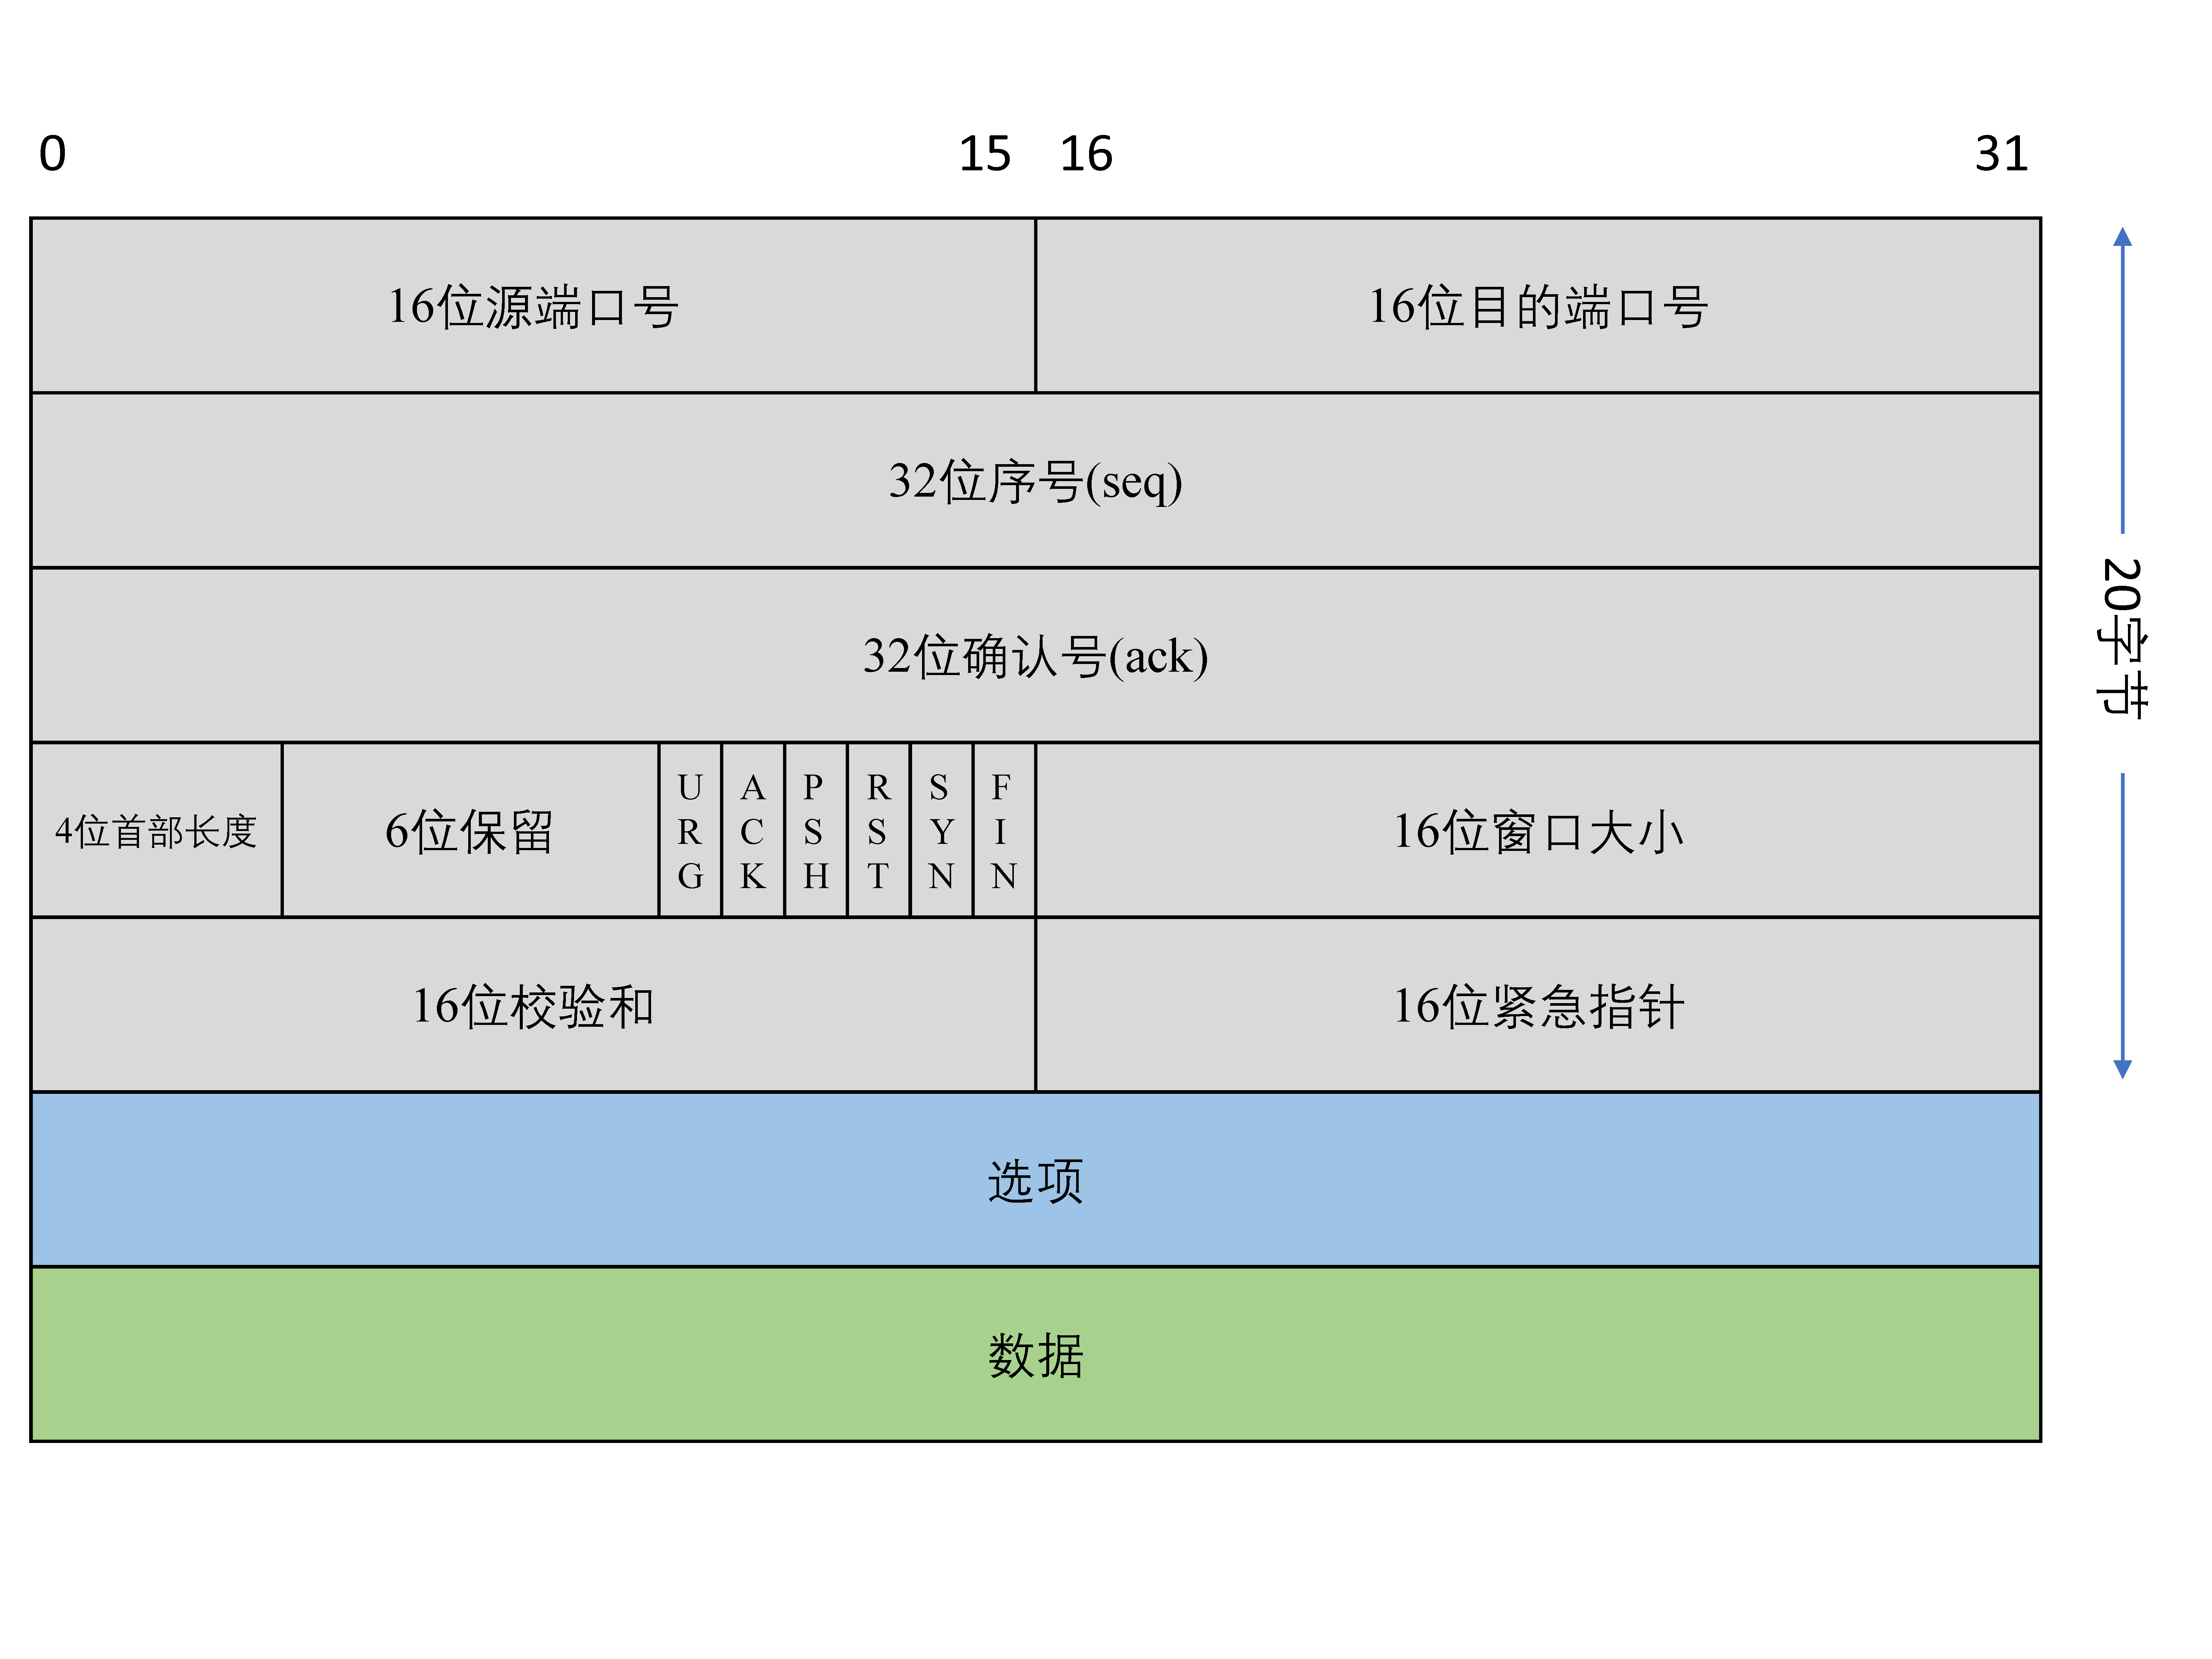 0 15 16 31
16位源端口号 16位目的端口号
32位序号(seq)
32位确认号(ack)
20字节
4位首部长度 6位保留 URG ACK PSH RST SYN FIN 16位窗口大小
16位校验和 16位紧急指针
选项
数据